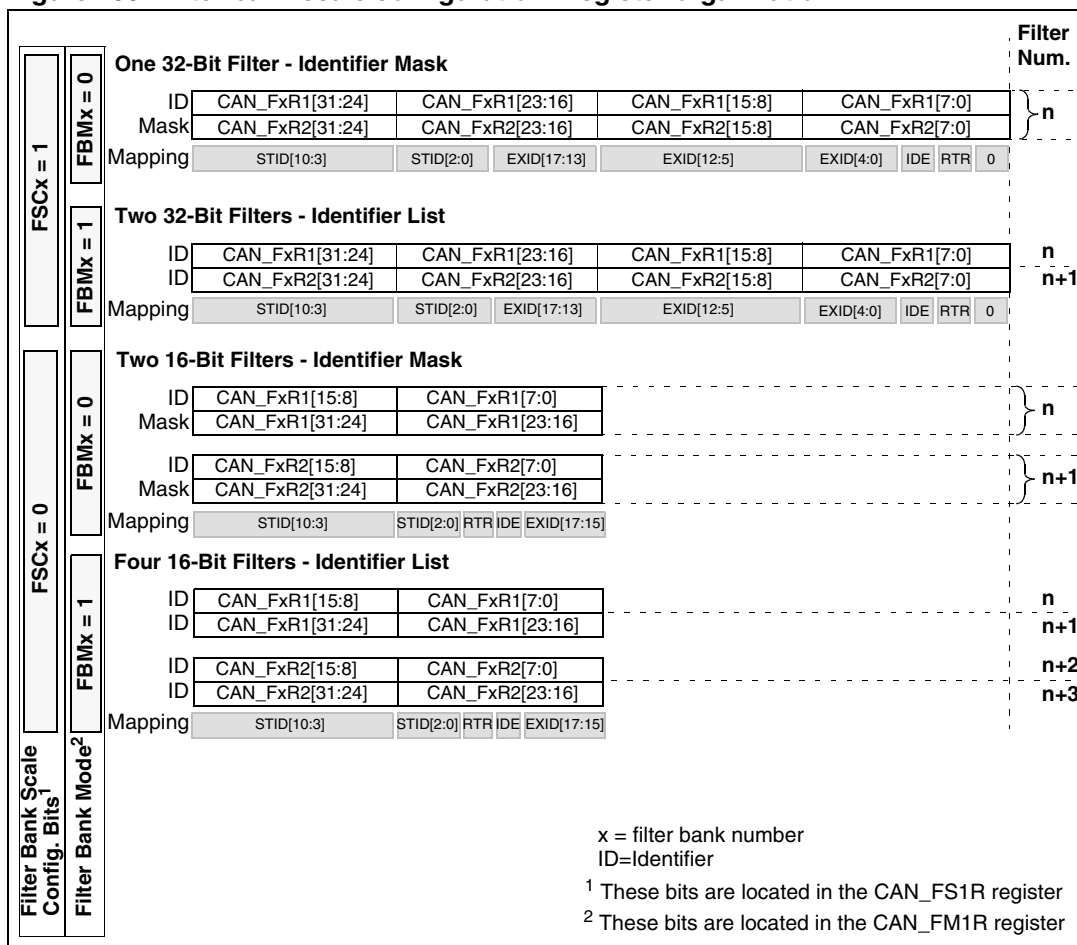 Filter
Num.
One 32-Bit Filter - Identifier Mask
FSCx = 1
FBMx = 0
ID CAN_FxR1[31:24] CAN_FxR1[23:16] CAN_FxR1[15:8] CAN_FxR1[7:0]
Mask CAN_FxR2[31:24] CAN_FxR2[23:16] CAN_FxR2[15:8] CAN_FxR2[7:0]
n
Mapping STID[10:3] STID[2:0] EXID[17:13] EXID[12:5] EXID[4:0] IDE RTR 0
Two 32-Bit Filters - Identifier List
FBMx = 1
ID CAN_FxR1[31:24] CAN_FxR1[23:16] CAN_FxR1[15:8] CAN_FxR1[7:0] n
ID CAN_FxR2[31:24] CAN_FxR2[23:16] CAN_FxR2[15:8] CAN_FxR2[7:0] n+1
Mapping STID[10:3] STID[2:0] EXID[17:13] EXID[12:5] EXID[4:0] IDE RTR 0
Two 16-Bit Filters - Identifier Mask
FSCx = 0
FBMx = 0
ID CAN_FxR1[15:8] CAN_FxR1[7:0]
Mask CAN_FxR1[31:24] CAN_FxR1[23:16]
n
ID CAN_FxR2[15:8] CAN_FxR2[7:0]
Mask CAN_FxR2[31:24] CAN_FxR2[23:16]
n+1
Mapping STID[10:3] STID[2:0] RTR IDE EXID[17:15]
Four 16-Bit Filters - Identifier List
FBMx = 1
ID CAN_FxR1[15:8] CAN_FxR1[7:0] n
ID CAN_FxR1[31:24] CAN_FxR1[23:16] n+1
ID CAN_FxR2[15:8] CAN_FxR2[7:0] n+2
ID CAN_FxR2[31:24] CAN_FxR2[23:16] n+3
Mapping STID[10:3] STID[2:0] RTR IDE EXID[17:15]
Filter Bank Scale
Config. Bits1
Filter Bank Mode2
x = filter bank number
ID=Identifier
1 These bits are located in the CAN_FS1R register
2 These bits are located in the CAN_FM1R register